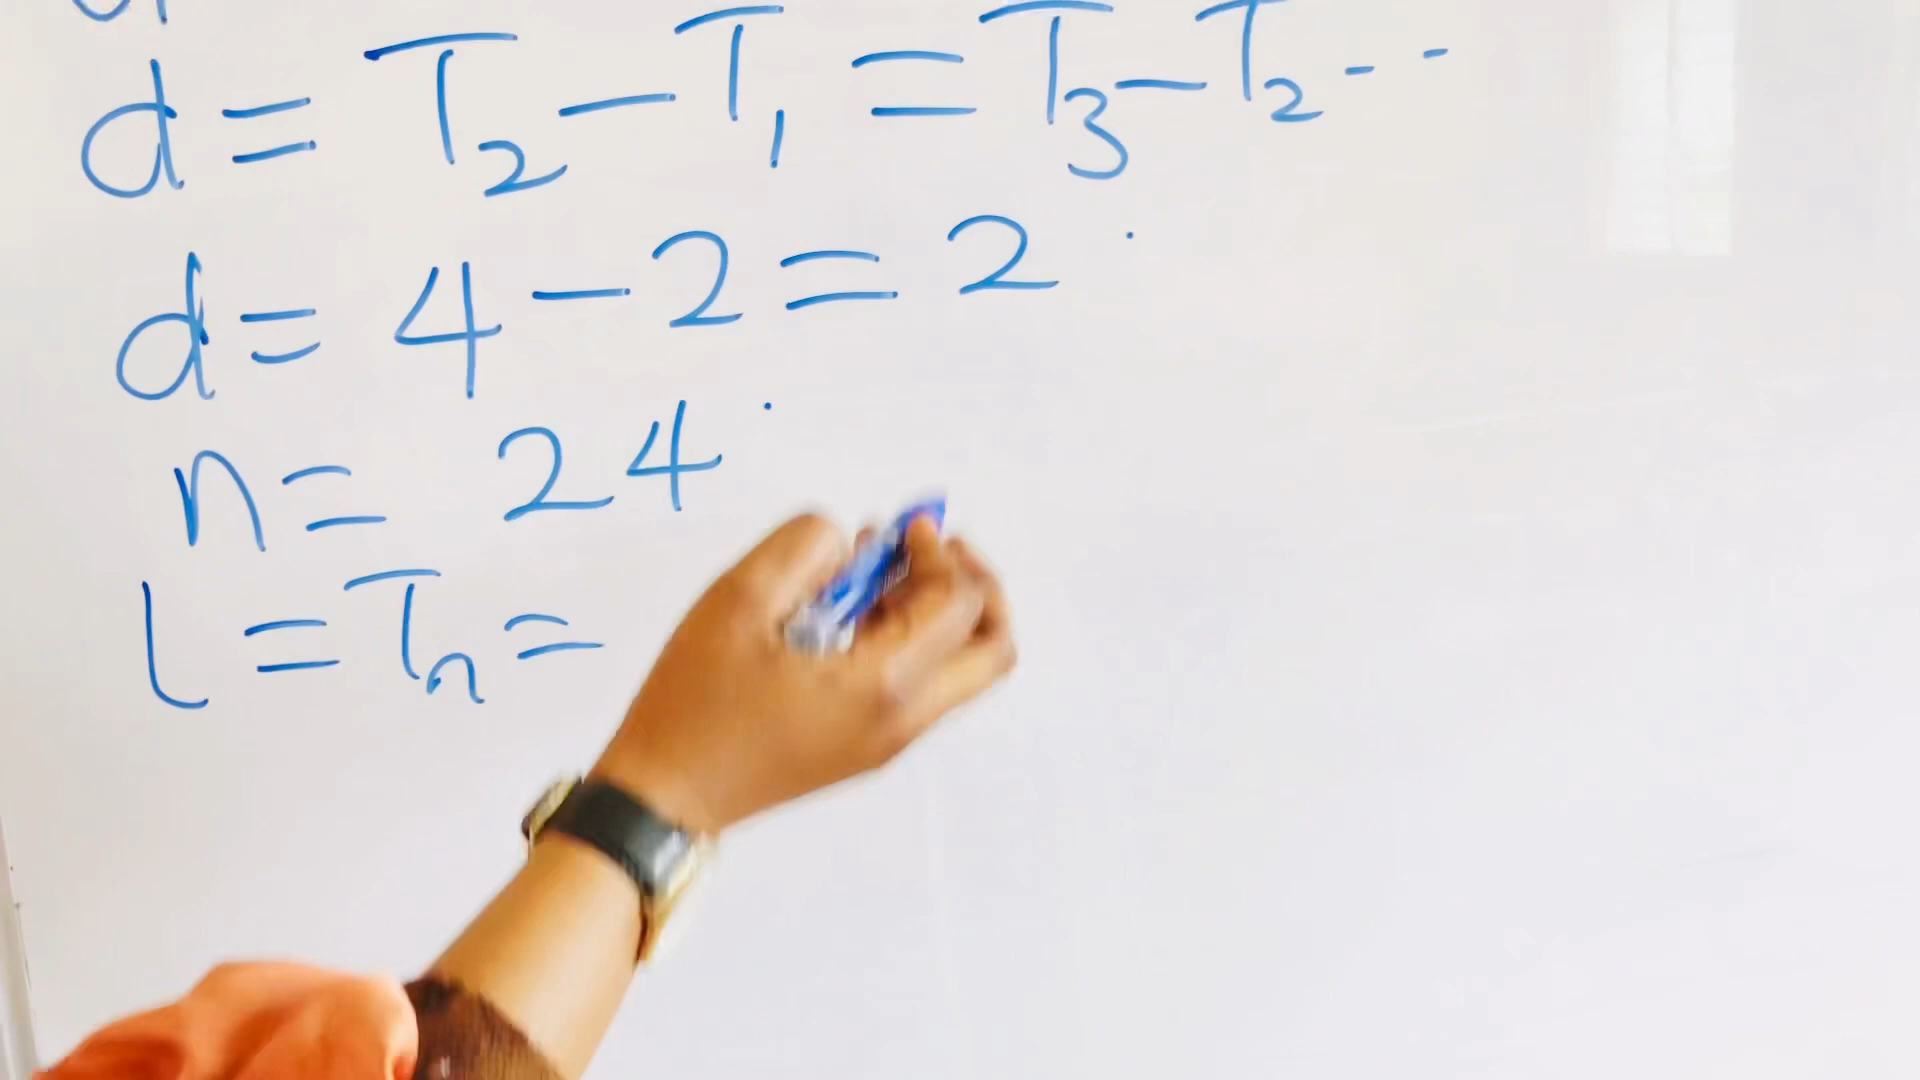 d = T₂ - T₁ = T₃ - T₂ - -
d = 4 - 2 = 2 .
n = 24 .
l = Tₙ =